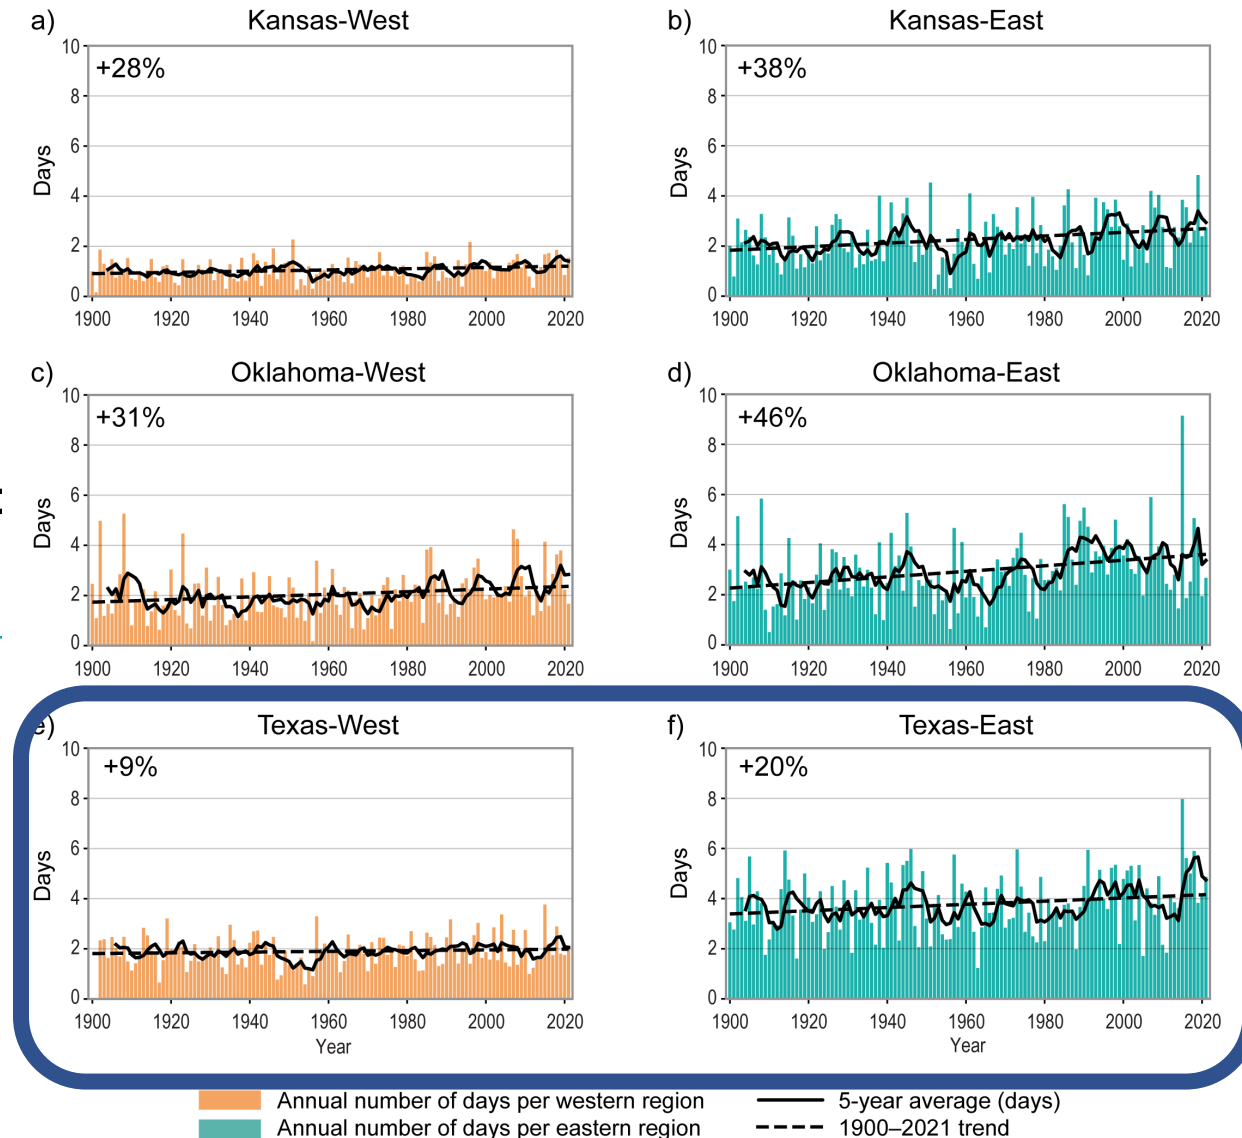 a) Kansas-West
+28%
Days
10
8
6
4
2
0
1900 1920 1940 1960 1980 2000 2020
b) Kansas-East
+38%
Days
10
8
6
4
2
0
1900 1920 1940 1960 1980 2000 2020
c) Oklahoma-West
+31%
Days
10
8
6
4
2
0
1900 1920 1940 1960 1980 2000 2020
d) Oklahoma-East
+46%
Days
10
8
6
4
2
0
1900 1920 1940 1960 1980 2000 2020
e) Texas-West
+9%
Days
10
8
6
4
2
0
1900 1920 1940 1960 1980 2000 2020
Year
f) Texas-East
+20%
Days
10
8
6
4
2
0
1900 1920 1940 1960 1980 2000 2020
Year
Annual number of days per western region
Annual number of days per eastern region
5-year average (days)
1900–2021 trend